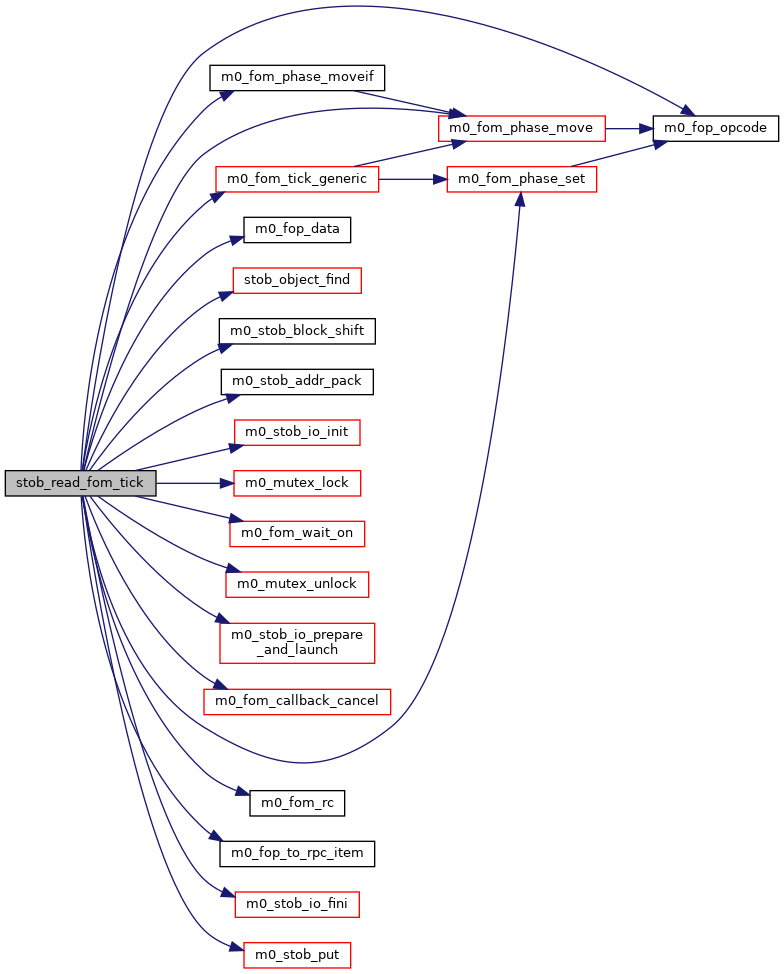 m0_fom_phase_moveif
m0_fom_phase_move
m0_fop_opcode
m0_fom_tick_generic
m0_fom_phase_set
m0_fop_data
stob_object_find
m0_stob_block_shift
m0_stob_addr_pack
m0_stob_io_init
stob_read_fom_tick
m0_mutex_lock
m0_fom_wait_on
m0_mutex_unlock
m0_stob_io_prepare
_and_launch
m0_fom_callback_cancel
m0_fom_rc
m0_fop_to_rpc_item
m0_stob_io_fini
m0_stob_put